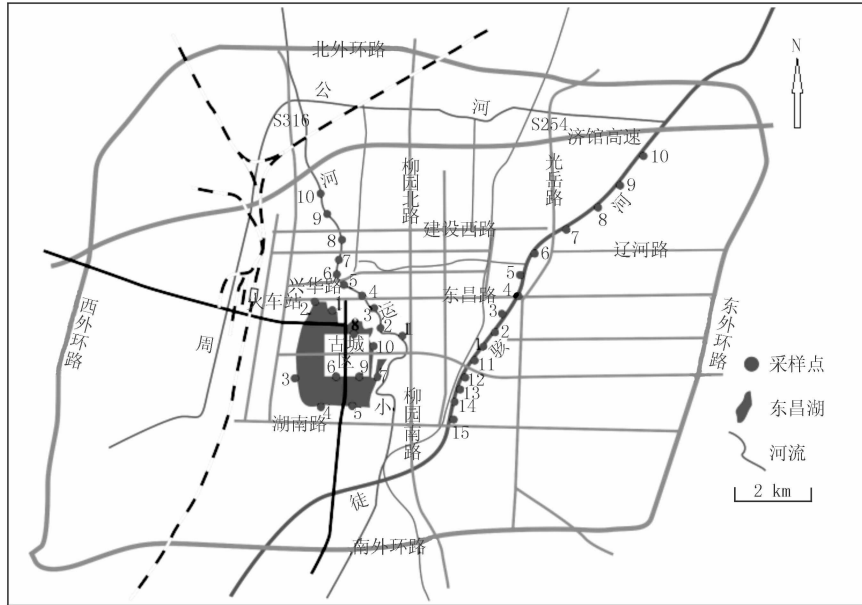 北外环路
N
公
河
S316
S254
济馆高速
10
河
柳园北路
光岳路
9
10
河
9
8
建设西路
7
8
辽河路
7
6
6
5
5
兴华路
4
东昌路
4
火车站
2
1
3
运
3
西外环路
东外环路
8
2
1
2
周
古城区
10
1
骇
11
采样点
3
6
9
7
12
13
东昌湖
4
5
小
14
湖南路
柳园南路
15
河流
2 km
徒
南外环路